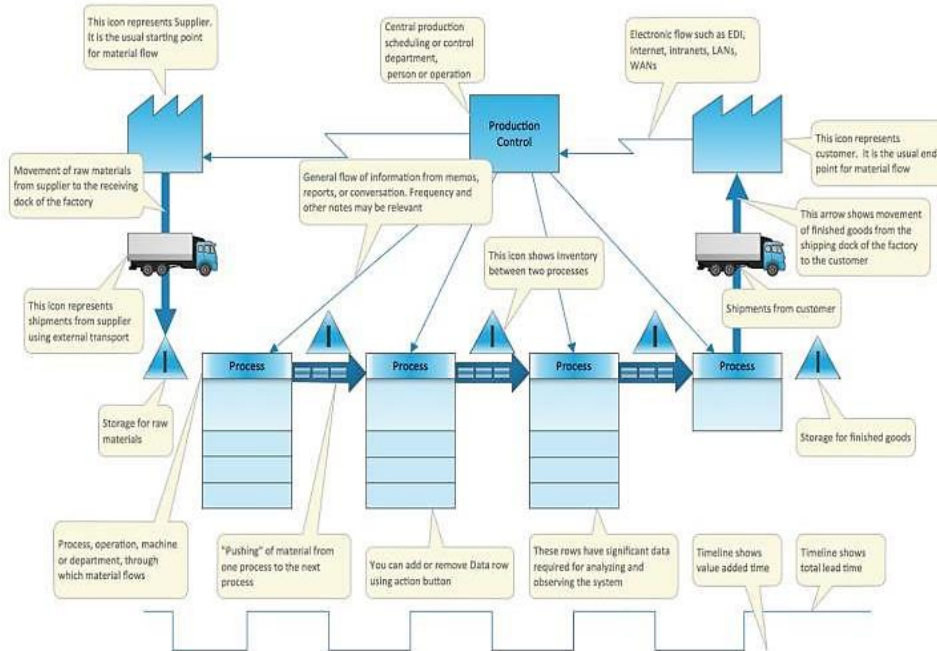 This icon represents Supplier.
It is the usual starting point
for material flow
Central production
scheduling or control
department,
person or operation
Electronic flow such as EDI,
Internet, intranets, LANs,
WANs
Production
Control
This icon represents
customer. It is the usual end
point for material flow
Movement of raw materials
from supplier to the receiving
dock of the factory
General flow of information from memos,
reports, or conversation. Frequency and
other notes may be relevant
This arrow shows movement
of finished goods from the
shipping dock of the factory
to the customer
This icon shows Inventory
between two processes
This icon represents
shipments from supplier
using external transport
Shipments from customer
I
I
I
I
I
Process
Process
Process
Process
Storage for raw
materials
Storage for finished goods
Process, operation, machine
or department, through
which material flows
"Pushing" of material from
one process to the next
process
You can add or remove Data row
using action button
These rows have significant data
required for analyzing and
observing the system
Timeline shows
value added time
Timeline shows
total lead time